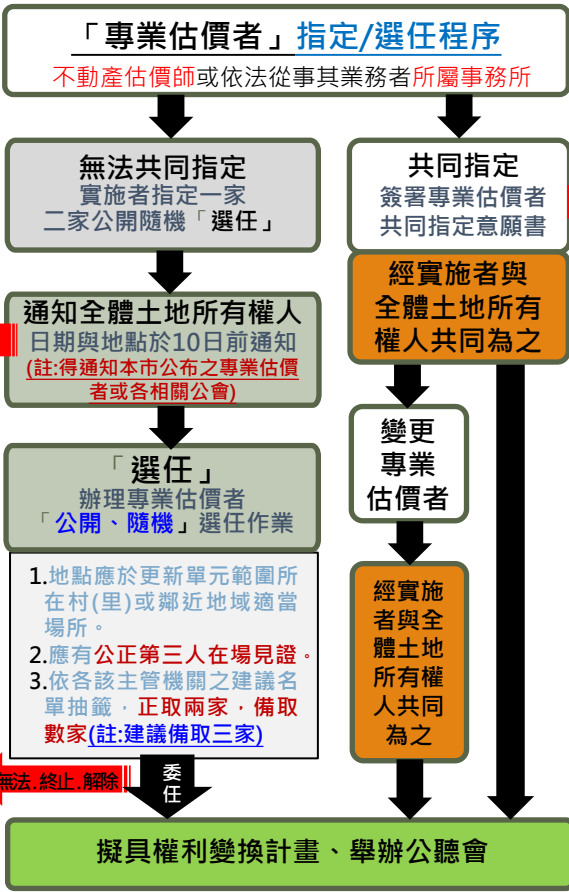 「專業估價者」指定/選任程序
不動產估價師或依法從事其業務者所屬事務所
無法共同指定
實施者指定一家
二家公開隨機「選任」
通知全體土地所有權人
日期與地點於10日前通知
(註:得通知本市公布之專業估價
者或各相關公會)
「選任」
辦理專業估價者
「公開、隨機」選任作業
1.地點應於更新單元範圍所
在村(里)或鄰近地域適當
場所。
2.應有公正第三人在場見證。
3.依各該主管機關之建議名
單抽籤，正取兩家，備取
數家(註:建議備取三家)
無法.終止.解除
委
任
共同指定
簽署專業估價者
共同指定意願書
經實施者與
全體土地所有
權人共同為之
變更
專業
估價者
經實施
者與全
體土地
所有權
人共同
為之
擬具權利變換計畫、舉辦公聽會